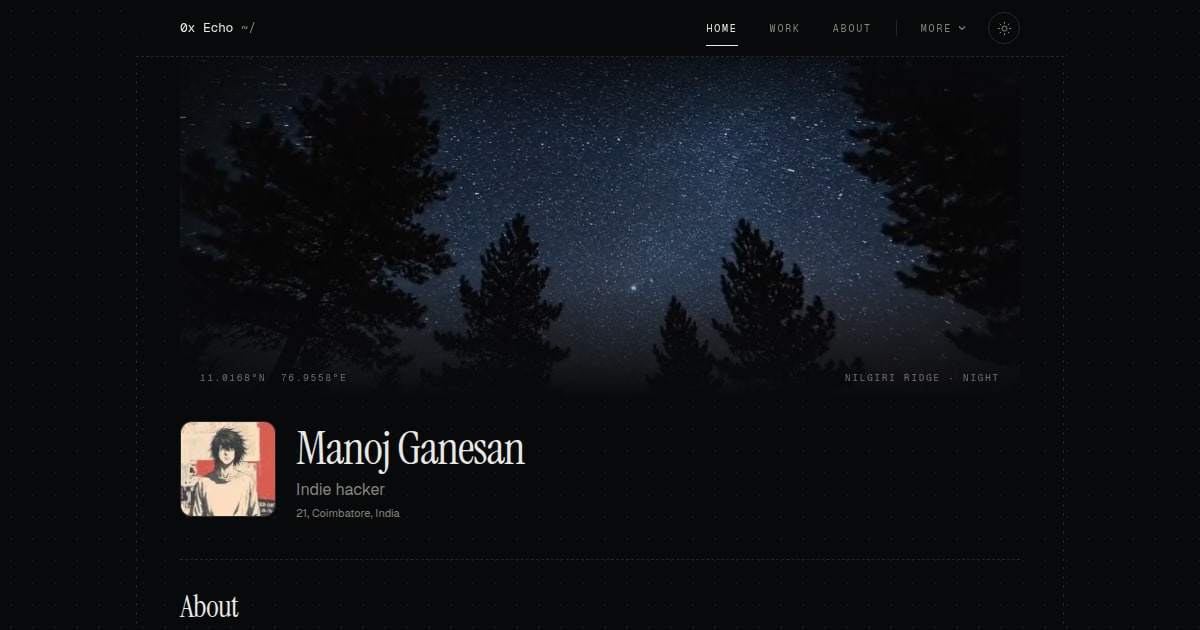 0x Echo ~/
HOME WORK ABOUT MORE
11.0168°N 76.9558°E
NILGIRI RIDGE · NIGHT
Manoj Ganesan
Indie hacker
21, Coimbatore, India
About